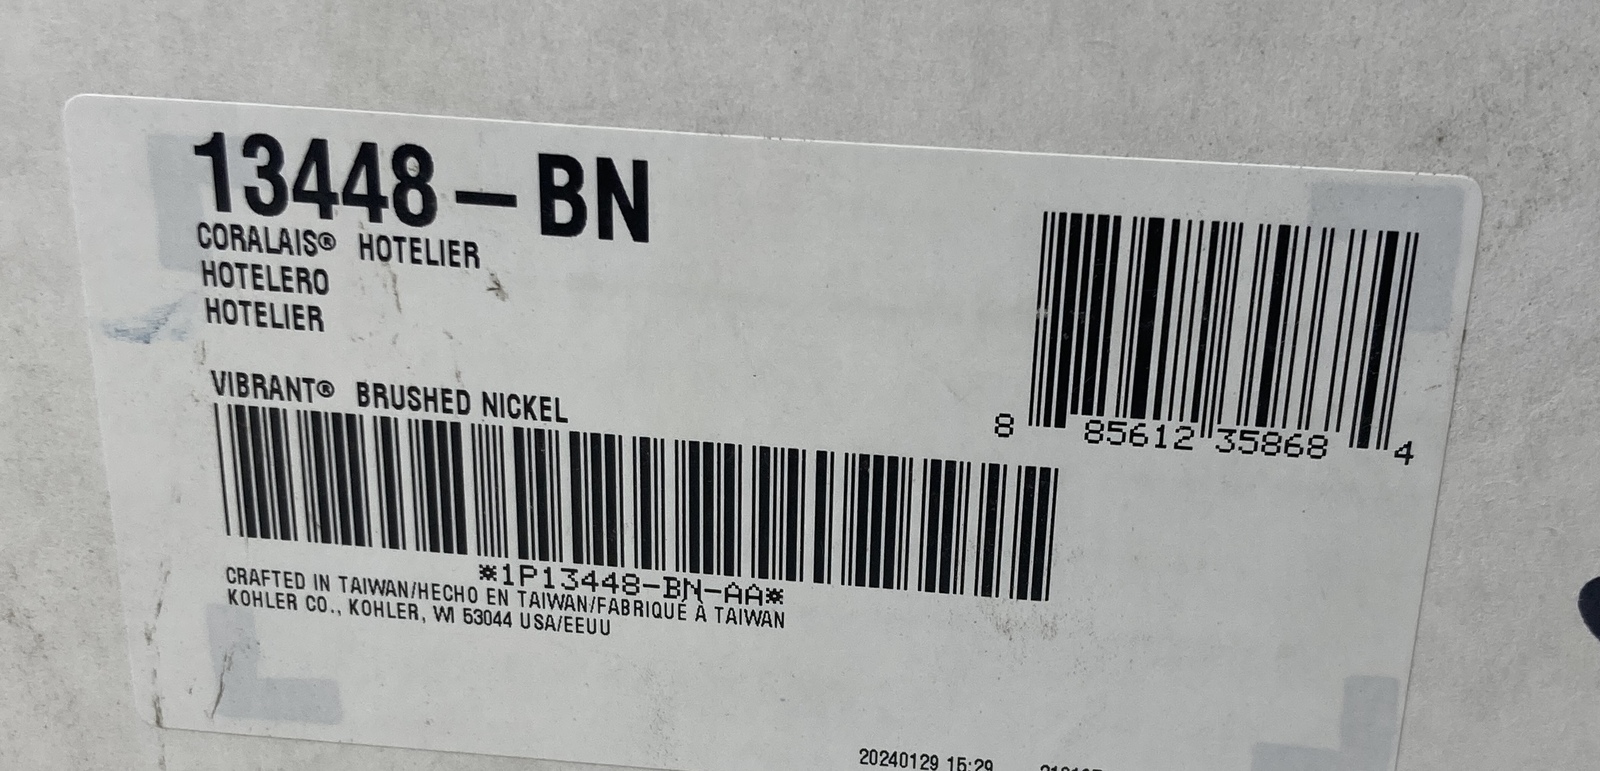 13448-BN
CORALAIS® HOTELIER
HOTELERO
HOTELIER
VIBRANT® BRUSHED NICKEL
8 85612 35868 4
*1P13448-BN-AA*
CRAFTED IN TAIWAN/HECHO EN TAIWAN/FABRIQUÉ À TAIWAN
KOHLER CO., KOHLER, WI 53044 USA/EEUU
20240129 15:29